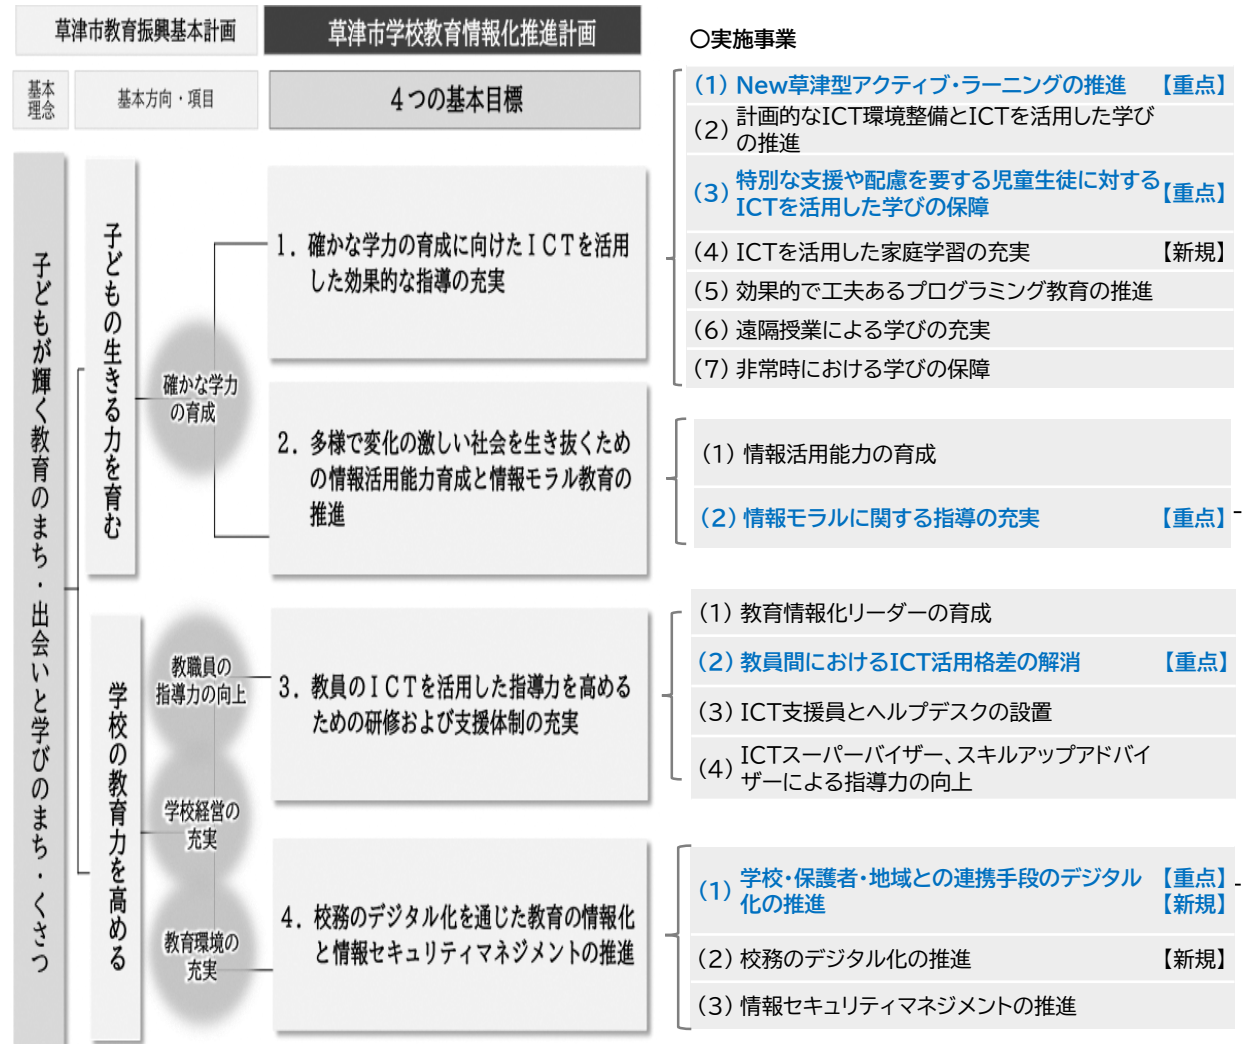 草津市教育振興基本計画
草津市学校教育情報化推進計画
〇実施事業
基本
理念
基本方向・項目
4つの基本目標
子どもが輝く教育のまち・出会いと学びのまち・くさつ
子どもの生きる力を育む
確かな学力
の育成
1. 確かな学力の育成に向けたICTを活用
した効果的な指導の充実
(1) New草津型アクティブ・ラーニングの推進 【重点】
(2) 計画的なICT環境整備とICTを活用した学び
の推進
(3) 特別な支援や配慮を要する児童生徒に対する
ICTを活用した学びの保障 【重点】
(4) ICTを活用した家庭学習の充実 【新規】
(5) 効果的で工夫あるプログラミング教育の推進
(6) 遠隔授業による学びの充実
(7) 非常時における学びの保障
2. 多様で変化の激しい社会を生き抜くため
の情報活用能力育成と情報モラル教育の
推進
(1) 情報活用能力の育成
(2) 情報モラルに関する指導の充実 【重点】
学校の教育力を高める
教職員の
指導力の向上
学校経営の
充実
教育環境の
充実
3. 教員のICTを活用した指導力を高める
ための研修および支援体制の充実
(1) 教育情報化リーダーの育成
(2) 教員間におけるICT活用格差の解消 【重点】
(3) ICT支援員とヘルプデスクの設置
(4) ICTスーパーバイザー、スキルアップアドバイ
ザーによる指導力の向上
4. 校務のデジタル化を通じた教育の情報化
と情報セキュリティマネジメントの推進
(1) 学校・保護者・地域との連携手段のデジタル 【重点】
化の推進 【新規】
(2) 校務のデジタル化の推進 【新規】
(3) 情報セキュリティマネジメントの推進